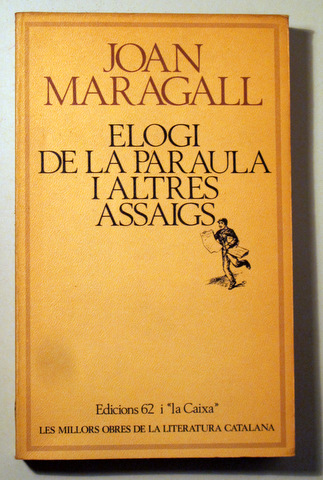 JOAN
MARAGALL
ELOGI
DE LA PARAULA
I ALTRES
ASSAIGS
Edicions 62 i "la Caixa"
LES MILLORS OBRES DE LA LITERATURA CATALANA